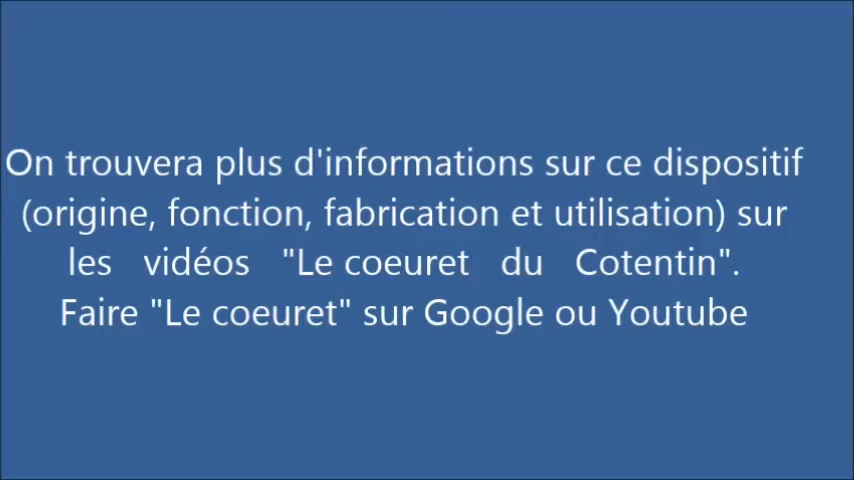 On trouvera plus d'informations sur ce dispositif
(origine, fonction, fabrication et utilisation) sur
les vidéos "Le coeuret du Cotentin".
Faire "Le coeuret" sur Google ou Youtube